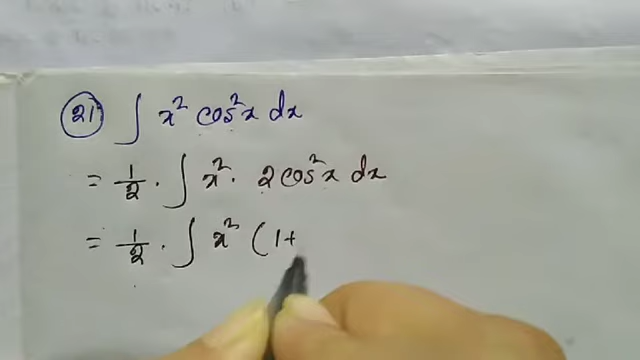 (21) ∫ x² cos²x dx
= 1/2 · ∫ x² · 2cos²x dx
= 1/2 · ∫ x² (1+